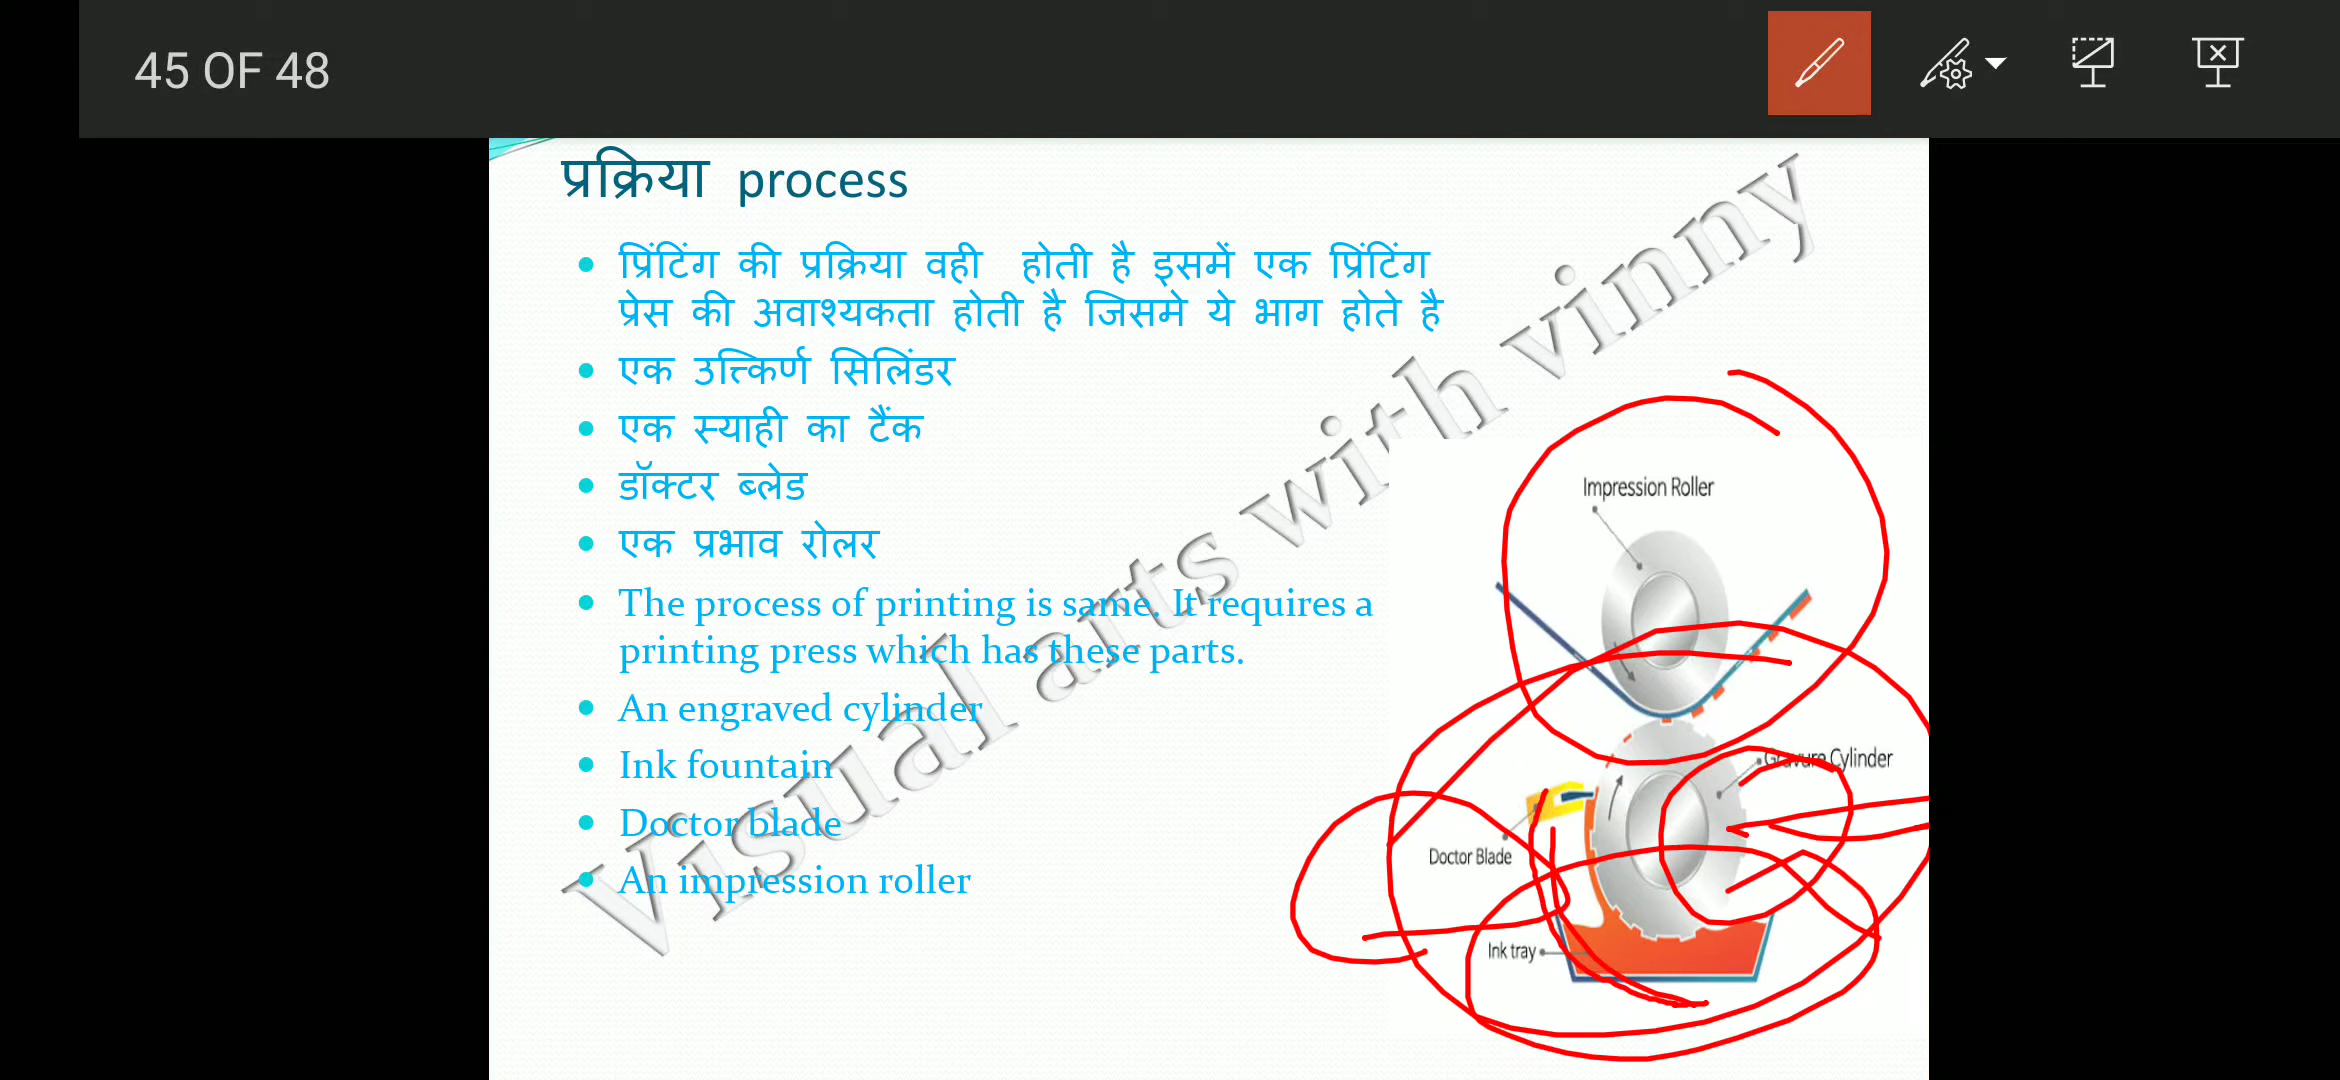 45 OF 48
प्रक्रिया process
प्रिंटिंग की प्रक्रिया वही होती है इसमें एक प्रिंटिंग
प्रेस की अवाश्यकता होती है जिसमे ये भाग होते है
एक उत्त्किर्ण सिलिंडर
एक स्याही का टैंक
डॉक्टर ब्लेड
एक प्रभाव रोलर
The process of printing is same. It requires a
printing press which has these parts.
An engraved cylinder
Ink fountain
Doctor blade
An impression roller
Impression Roller
Gravure Cylinder
Doctor Blade
Ink tray
Visual arts with vinny